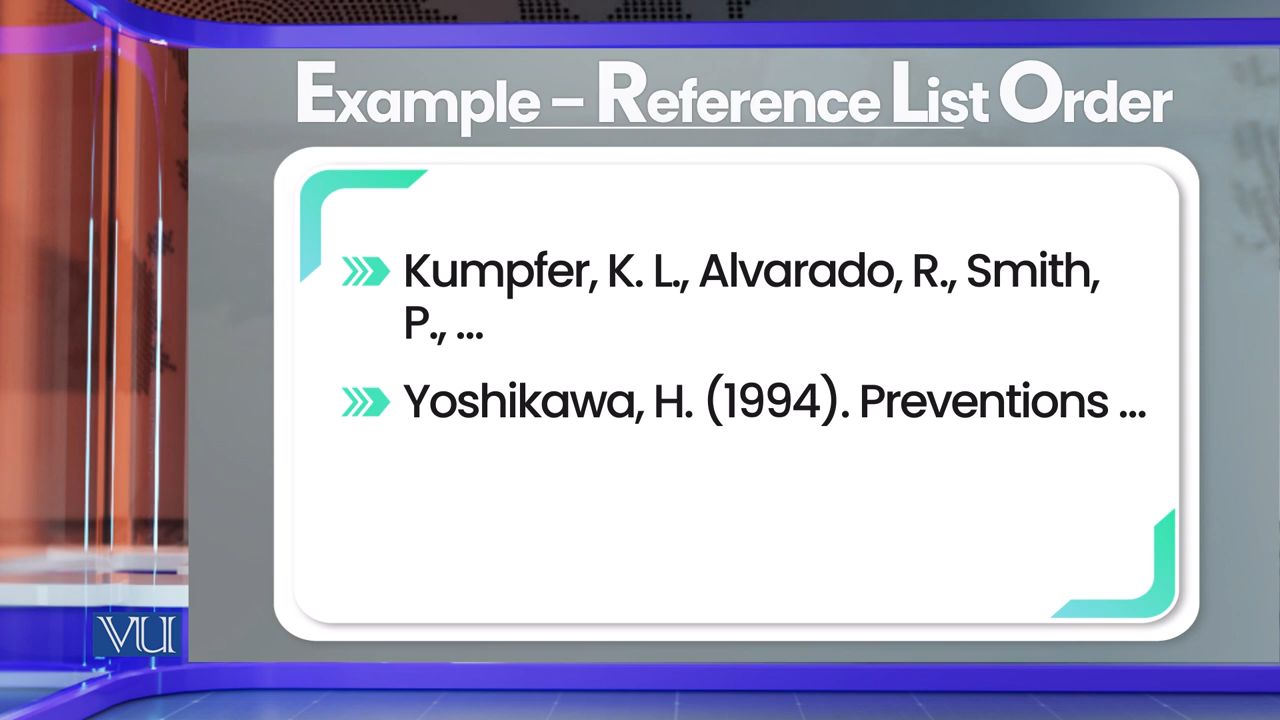 Example – Reference List Order
Kumpfer, K. L., Alvarado, R., Smith,
P., ...
Yoshikawa, H. (1994). Preventions ...
VU